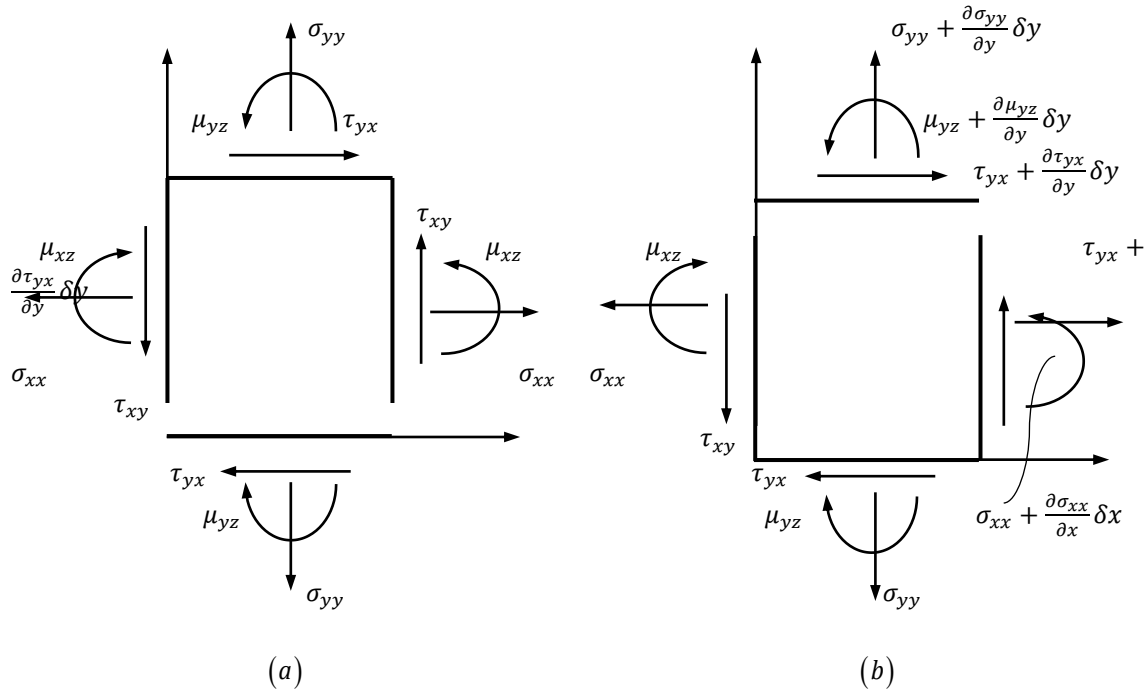 σ_yy
μ_yz
τ_yx
τ_xy
μ_xz
μ_xz
∂τ_yx/∂y δy
σ_xx
σ_xx
τ_xy
τ_yx
μ_yz
σ_yy
(a)
σ_yy + ∂σ_yy/∂y δy
μ_yz + ∂μ_yz/∂y δy
τ_yx + ∂τ_yx/∂y δy
τ_yx +
μ_xz
σ_xx
τ_xy
τ_yx
μ_yz
σ_xx + ∂σ_xx/∂x δx
σ_yy
(b)